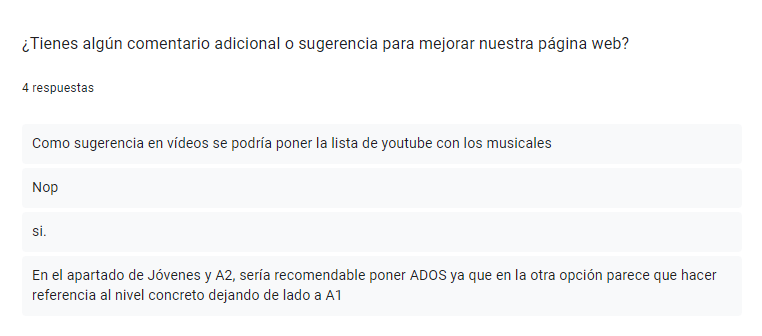 ¿Tienes algún comentario adicional o sugerencia para mejorar nuestra página web?
4 respuestas
Como sugerencia en vídeos se podría poner la lista de youtube con los musicales
Nop
si.
En el apartado de Jóvenes y A2, sería recomendable poner ADOS ya que en la otra opción parece que hacer
referencia al nivel concreto dejando de lado a A1